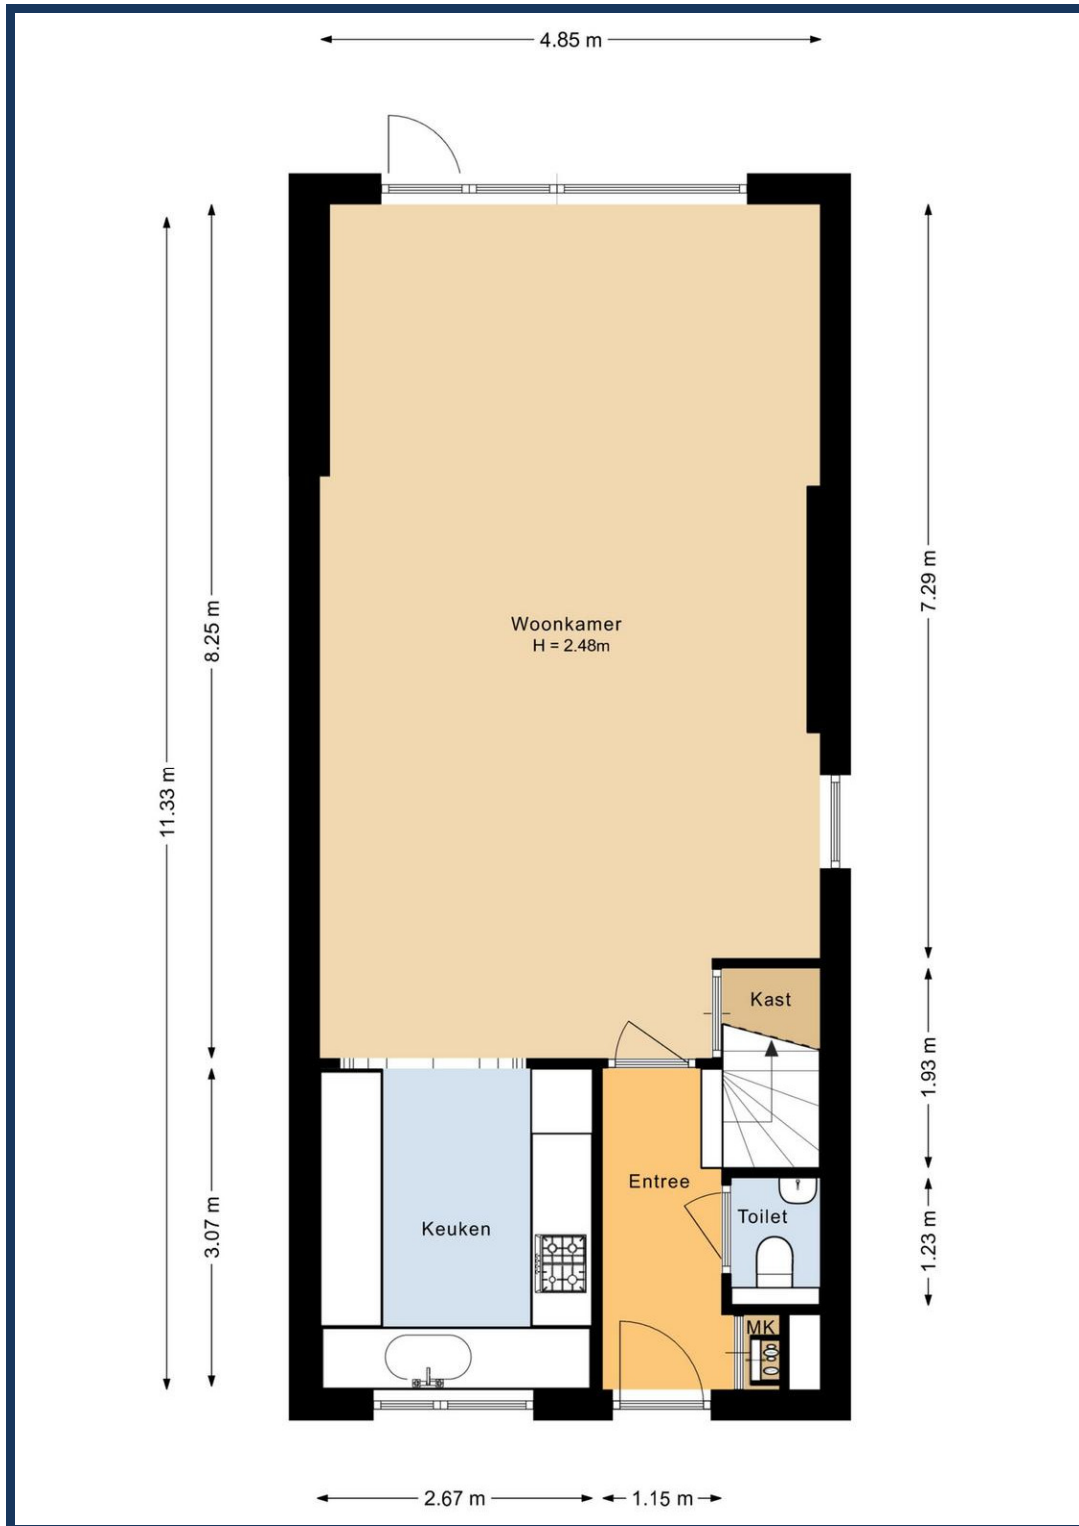 4.85 m
Woonkamer
H = 2.48m
8.25 m
7.29 m
11.33 m
Kast
1.93 m
Entree
Keuken
Toilet
3.07 m
1.23 m
MK
2.67 m
1.15 m